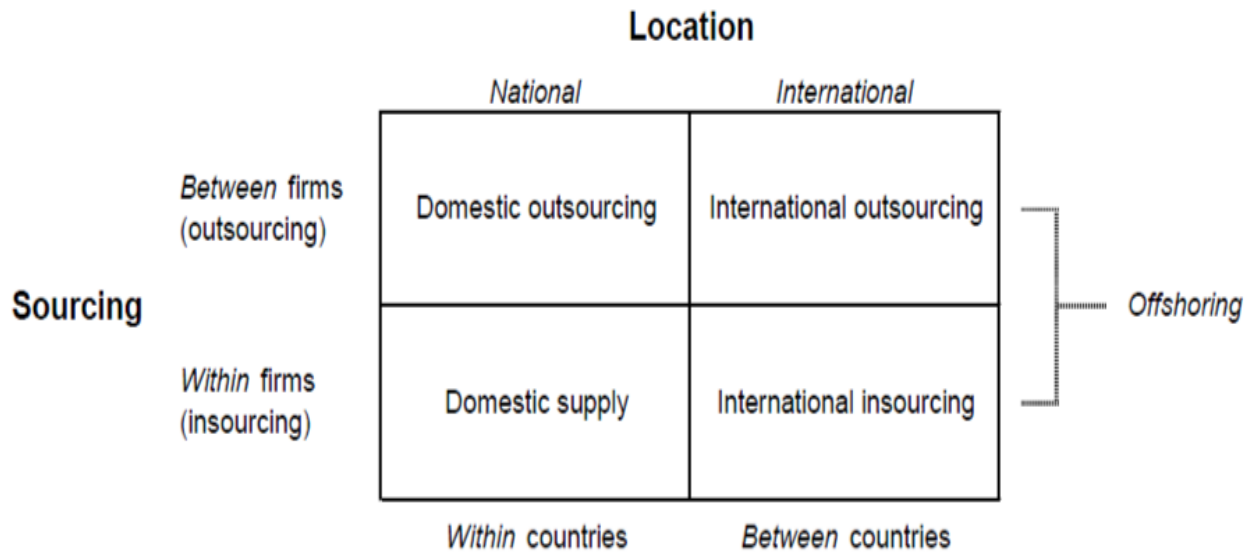 Location
National
International
Between firms
(outsourcing)
Domestic outsourcing
International outsourcing
Sourcing
Offshoring
Within firms
(insourcing)
Domestic supply
International insourcing
Within countries
Between countries